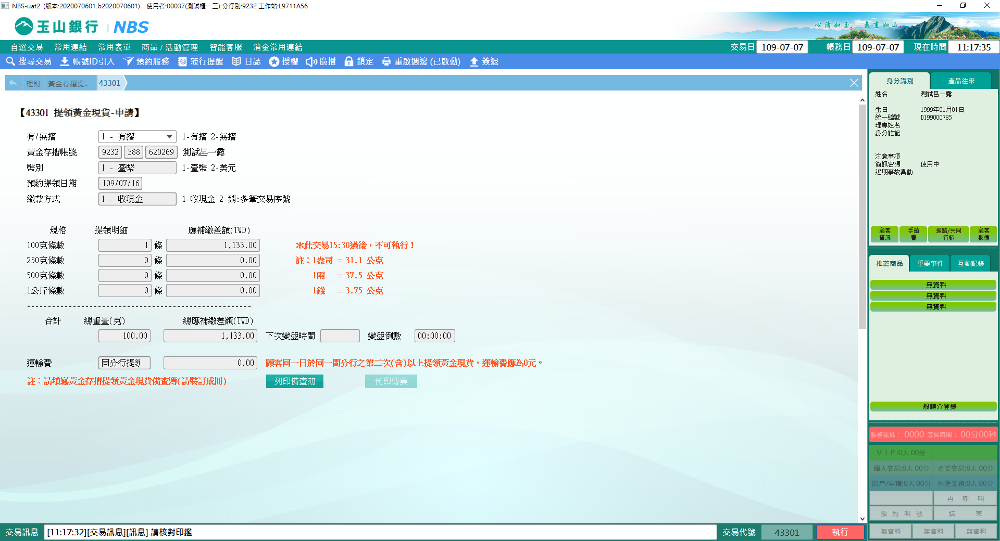 NBS-uat2 (版本:2020070601.b2020070601) 使用者:00037(測試櫃一三) 分行別:9232 工作站:L9711A56
玉山銀行 | NBS
心清如玉。 義重如山。
自選交易 常用連結 常用表單 商品 / 活動管理 智能客服 消金常用連結
交易日 109-07-07 帳務日 109-07-07 現在時間 11:17:35
搜尋交易 帳號ID引入 預約服務 蒞行提醒 日誌 授權 廣播 鎖定 重啟週邊 (已啟動) 簽退
理財 黃金存摺提.. 43301
【43301 提領黃金現貨-申請】
有/無摺 1 - 有摺 1-有摺 2-無摺
黃金存摺帳號 9232 588 620269 測試呂一露
幣別 1 - 臺幣 1-臺幣 2-美元
預約提領日期 109/07/16
繳款方式 1 - 收現金 1-收現金 2-銷:多筆交易序號
規格 提領明細 應補繳差額(TWD)
100克條數 1 條 1,133.00 ＊此交易15:30過後，不可執行！
250克條數 0 條 0.00 註：1盎司 = 31.1 公克
500克條數 0 條 0.00 1兩 = 37.5 公克
1公斤條數 0 條 0.00 1錢 = 3.75 公克
------------------------------------------------------
合計 總重量(克) 總應補繳差額(TWD)
100.00 1,133.00 下次變盤時間 變盤倒數 00:00:00
運輸費 同分行提領 0.00 顧客同一日於同一間分行之第二次(含)以上提領黃金現貨，運輸費應為0元。
註：請填寫黃金存摺提領黃金現貨備查簿(請裝訂成冊) 列印備查簿 代印傳票
交易訊息 [11:17:32][交易訊息][訊息] 請核對印鑑 交易代號 43301 執行
身分識別 產品往來
姓名 測試呂一露
生日 1999年01月01日
統一編號 D199000785
理專姓名
身分註記
注意事項
簡訊密碼 使用中
近期事故異動
顧客資訊 手續費 通路/共同行銷 顧客影像
推薦商品 重要事件 互動記錄
無資料
無資料
無資料
一般轉介登錄
服務號碼： 0000 等候時間： 00分00秒
ＶＩＰ:0人 00分
個人交易:0人 00分 企業交易:0人 00分
開戶/申請:0人 00分 外匯業務:0人 00分
再 呼 叫
預 約 叫 號 結 束
無資料 無資料 無資料